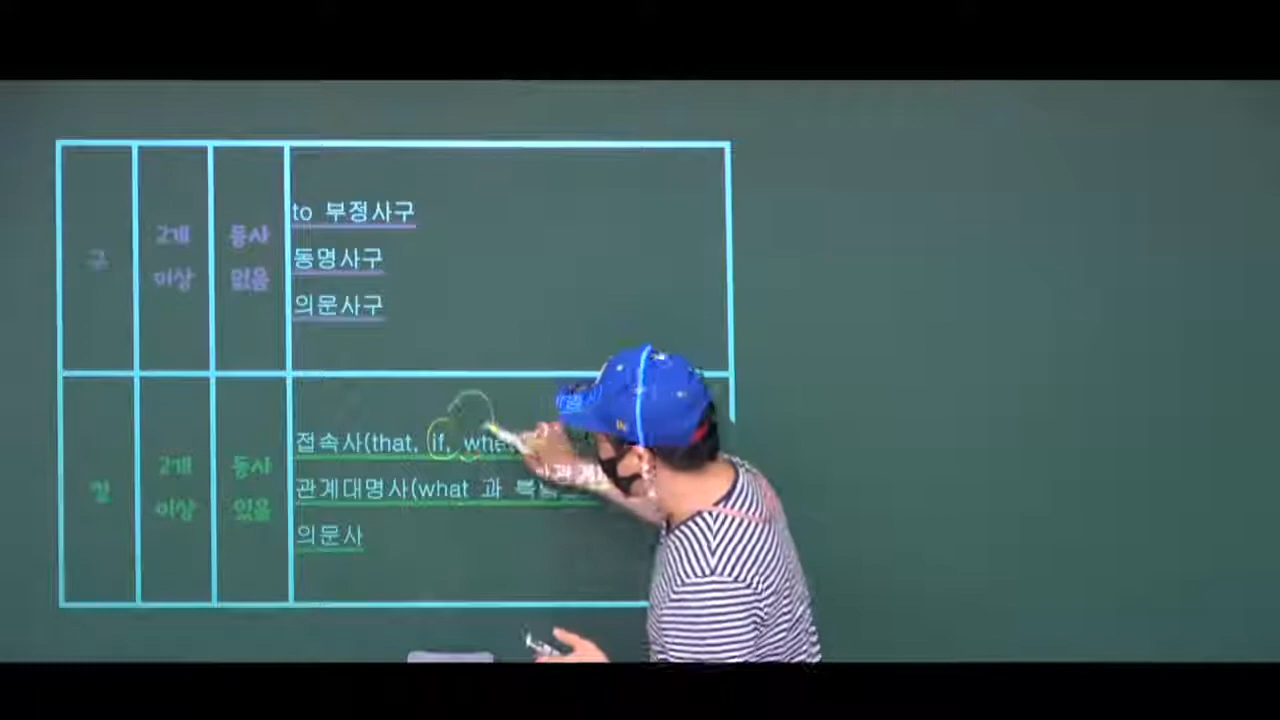 to 부정사구
2개 동사
동명사구
구
이상 없음
의문사구
접속사(that, if, whe
2개 동사
관계대명사(what 과
절
이상 있음
의문사